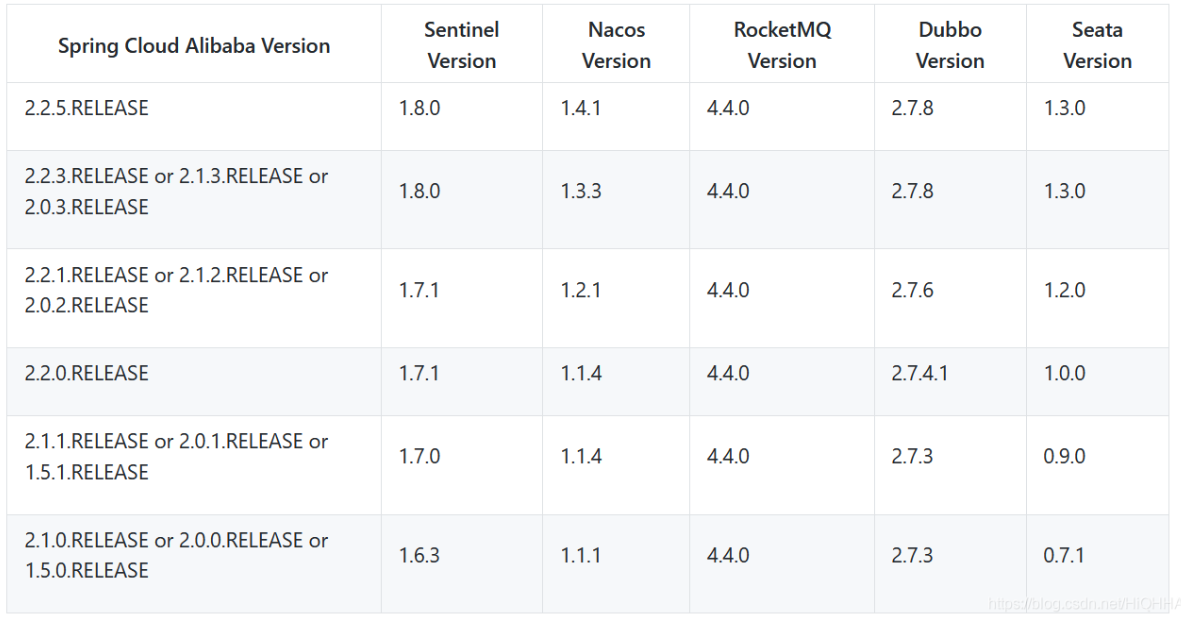 Spring Cloud Alibaba Version
Sentinel
Version
Nacos
Version
RocketMQ
Version
Dubbo
Version
Seata
Version
2.2.5.RELEASE 1.8.0 1.4.1 4.4.0 2.7.8 1.3.0
2.2.3.RELEASE or 2.1.3.RELEASE or
2.0.3.RELEASE
1.8.0 1.3.3 4.4.0 2.7.8 1.3.0
2.2.1.RELEASE or 2.1.2.RELEASE or
2.0.2.RELEASE
1.7.1 1.2.1 4.4.0 2.7.6 1.2.0
2.2.0.RELEASE 1.7.1 1.1.4 4.4.0 2.7.4.1 1.0.0
2.1.1.RELEASE or 2.0.1.RELEASE or
1.5.1.RELEASE
1.7.0 1.1.4 4.4.0 2.7.3 0.9.0
2.1.0.RELEASE or 2.0.0.RELEASE or
1.5.0.RELEASE
1.6.3 1.1.1 4.4.0 2.7.3 0.7.1
https://blog.csdn.net/HiQHHA